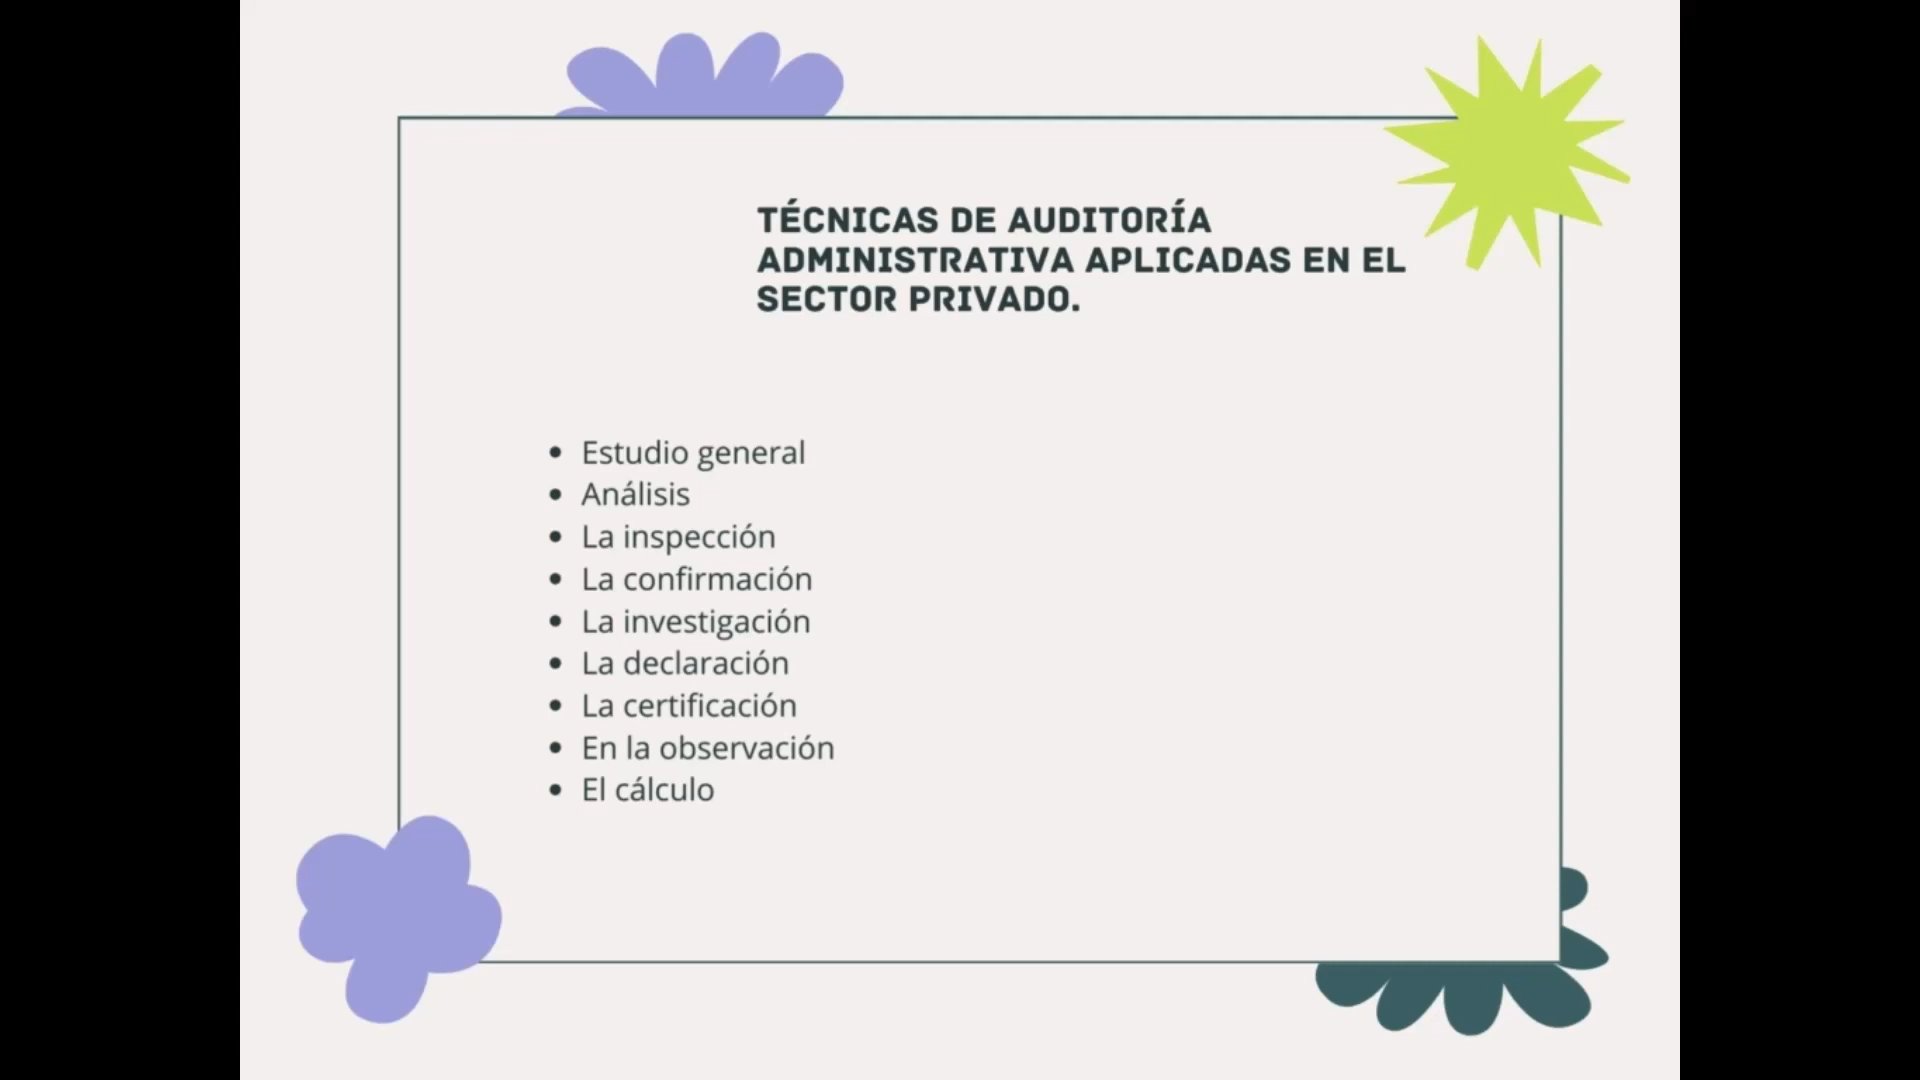 TÉCNICAS DE AUDITORÍA
ADMINISTRATIVA APLICADAS EN EL
SECTOR PRIVADO.
• Estudio general
• Análisis
• La inspección
• La confirmación
• La investigación
• La declaración
• La certificación
• En la observación
• El cálculo